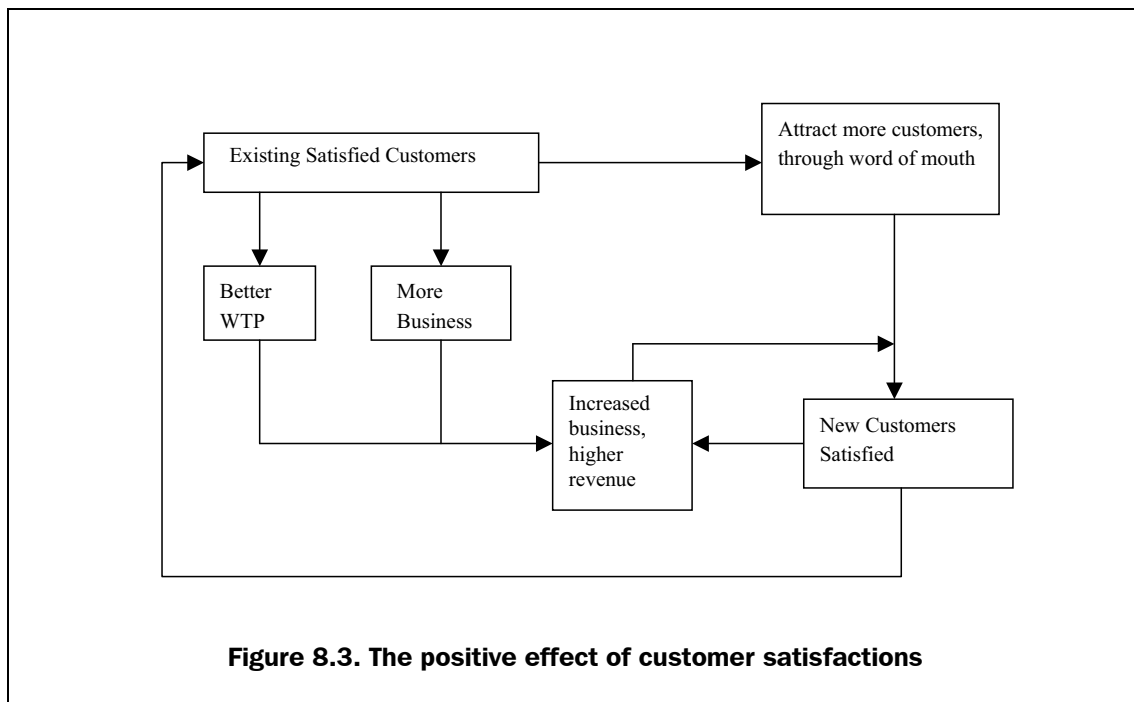 Existing Satisfied Customers
Attract more customers,
through word of mouth
Better
WTP
More
Business
Increased
business,
higher
revenue
New Customers
Satisfied
Figure 8.3. The positive effect of customer satisfactions